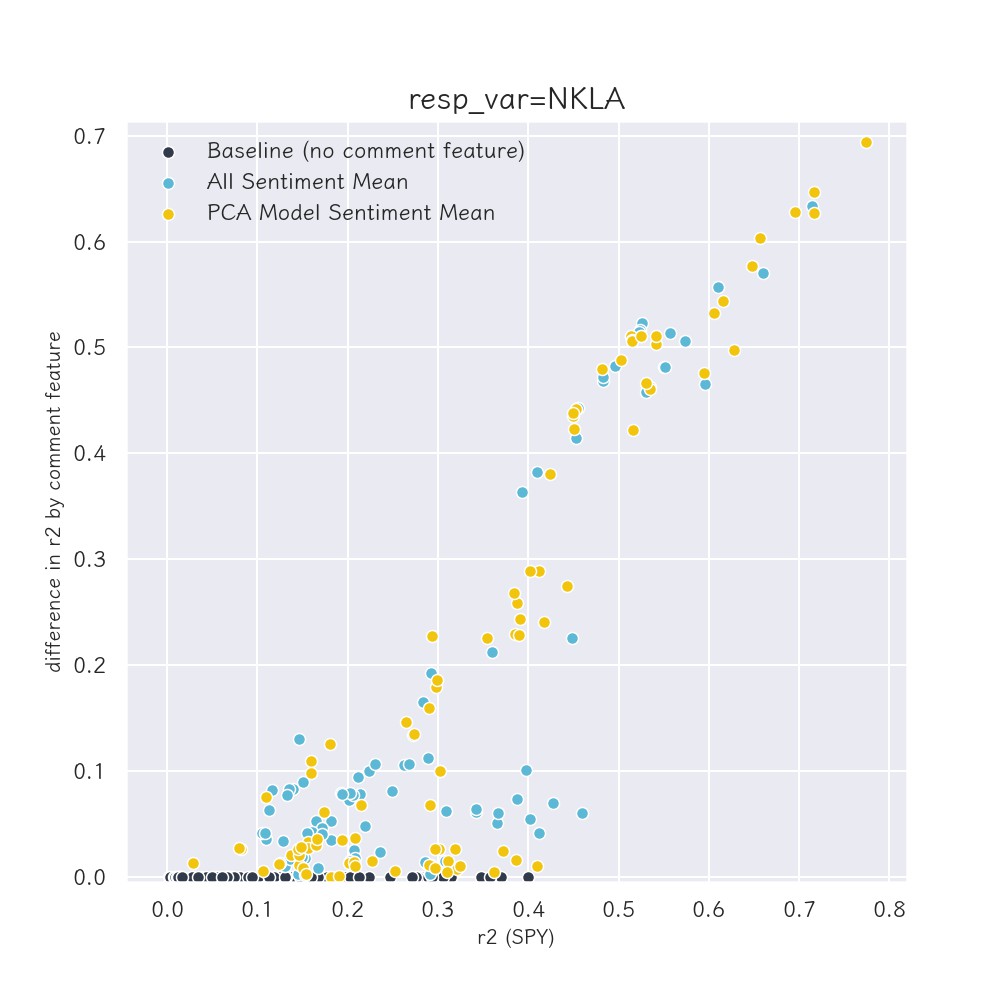 resp_var=NKLA
Baseline (no comment feature)
All Sentiment Mean
PCA Model Sentiment Mean
difference in r2 by comment feature
0.7
0.6
0.5
0.4
0.3
0.2
0.1
0.0
0.0 0.1 0.2 0.3 0.4 0.5 0.6 0.7 0.8
r2 (SPY)